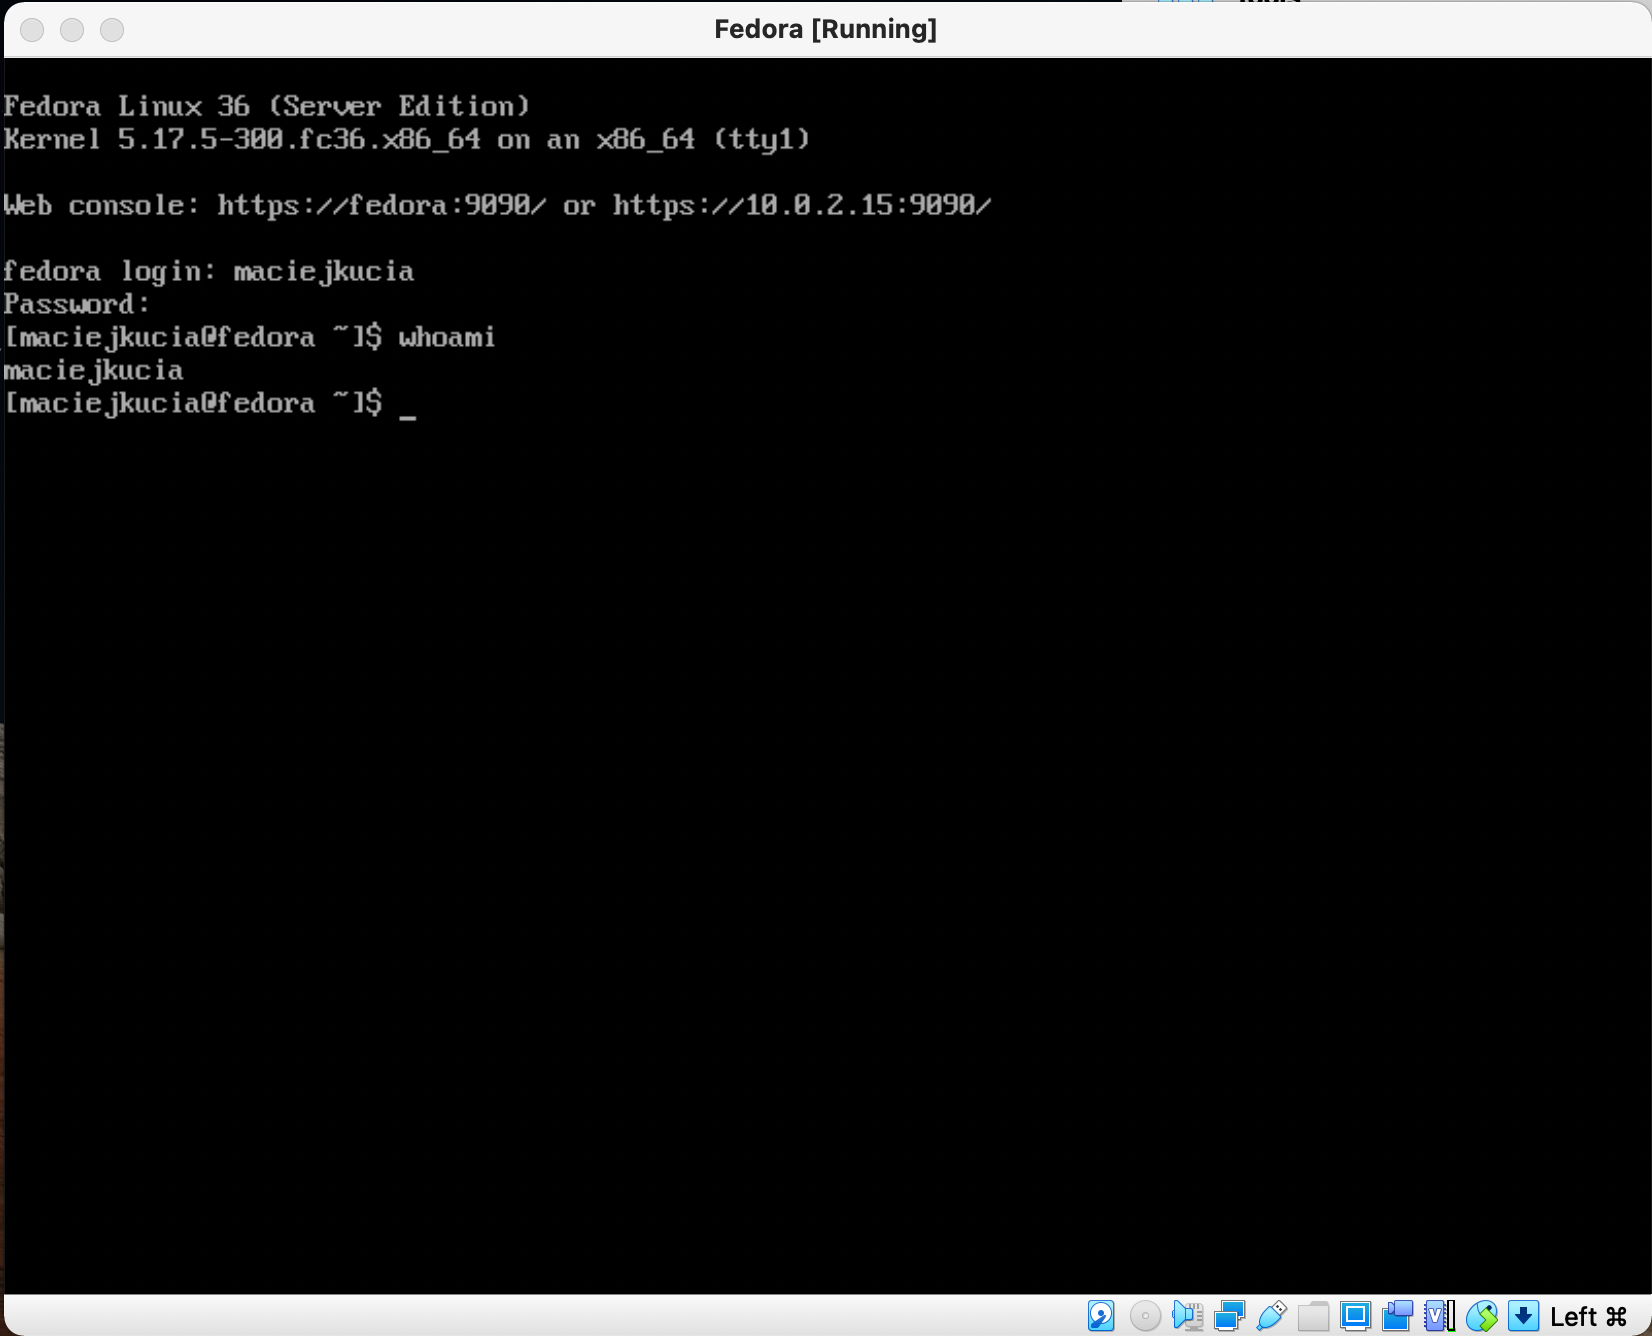 Fedora [Running]
Fedora Linux 36 (Server Edition)
Kernel 5.17.5-300.fc36.x86_64 on an x86_64 (tty1)
Web console: https://fedora:9090/ or https://10.0.2.15:9090/
fedora login: maciejkucia
Password:
[maciejkucia@fedora ~]$ whoami
maciejkucia
[maciejkucia@fedora ~]$ _
Left ⌘